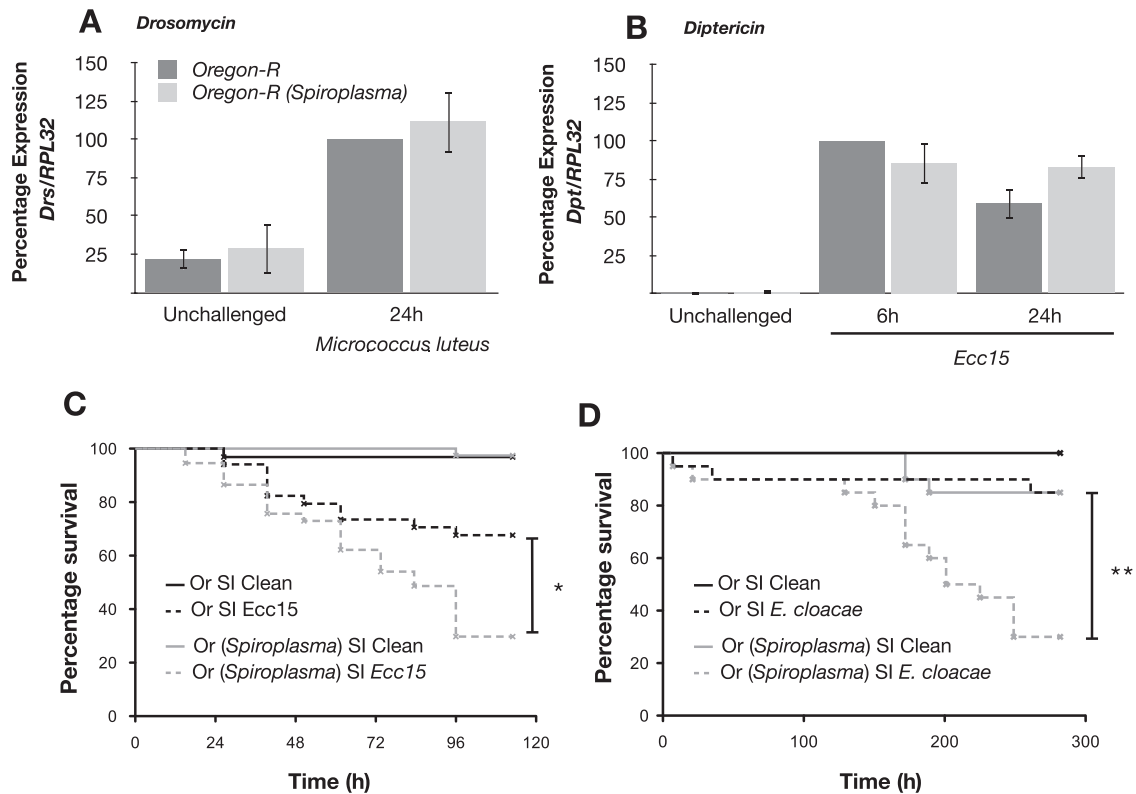 A Drosomycin
Percentage Expression
Drs/RPL32
150
125
100
75
50
25
Oregon-R
Oregon-R (Spiroplasma)
Unchallenged
24h
Micrococcus luteus
B Diptericin
Percentage Expression
Dpt/RPL32
150
125
100
75
50
25
Unchallenged
6h
24h
Ecc15
C
Percentage survival
100
80
60
40
20
0
Or SI Clean
Or SI Ecc15
Or (Spiroplasma) SI Clean
Or (Spiroplasma) SI Ecc15
*
0 24 48 72 96 120
Time (h)
D
Percentage survival
100
80
60
40
20
0
Or SI Clean
Or SI E. cloacae
Or (Spiroplasma) SI Clean
Or (Spiroplasma) SI E. cloacae
**
0 100 200 300
Time (h)